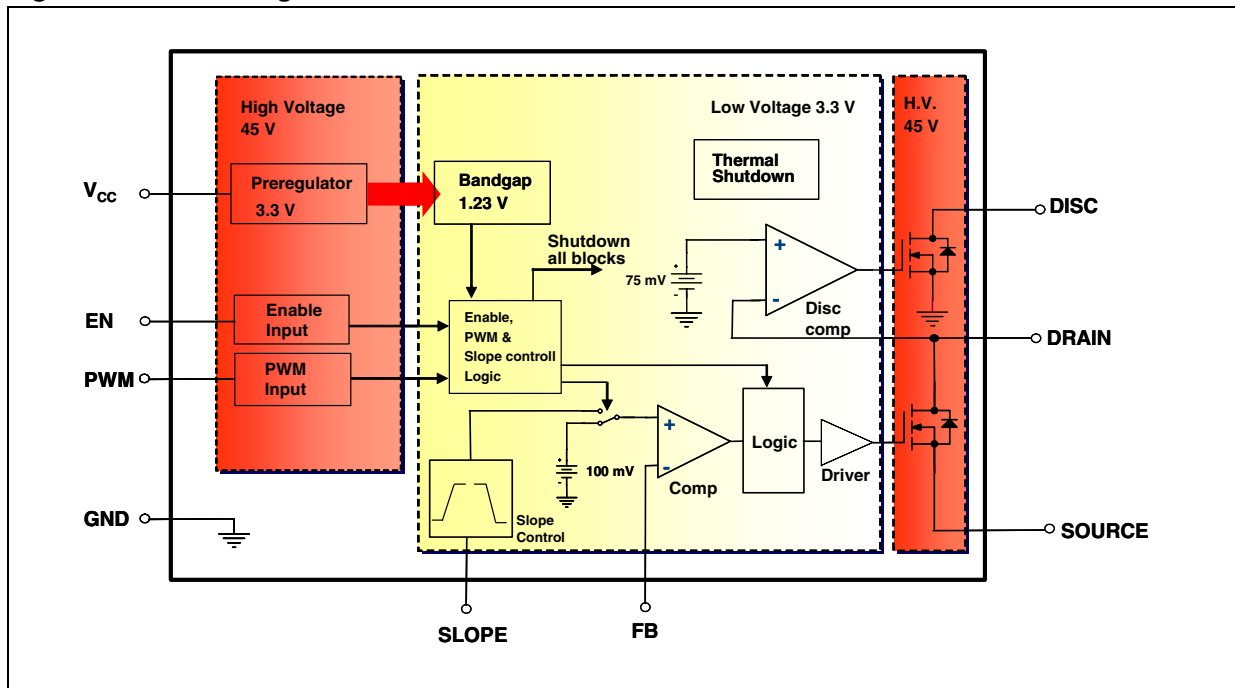 High Voltage
45 V
Low Voltage 3.3 V
H.V.
45 V
Thermal
Shutdown
VCC
Preregulator
3.3 V
Bandgap
1.23 V
DISC
Shutdown
all blocks
+
75 mV
-
+
-
Disc
comp
EN
Enable
Input
Enable,
PWM &
Slope controll
Logic
DRAIN
PWM
PWM
Input
+
100 mV
-
+
-
Comp
Logic
Driver
GND
Slope
Control
SOURCE
SLOPE
FB